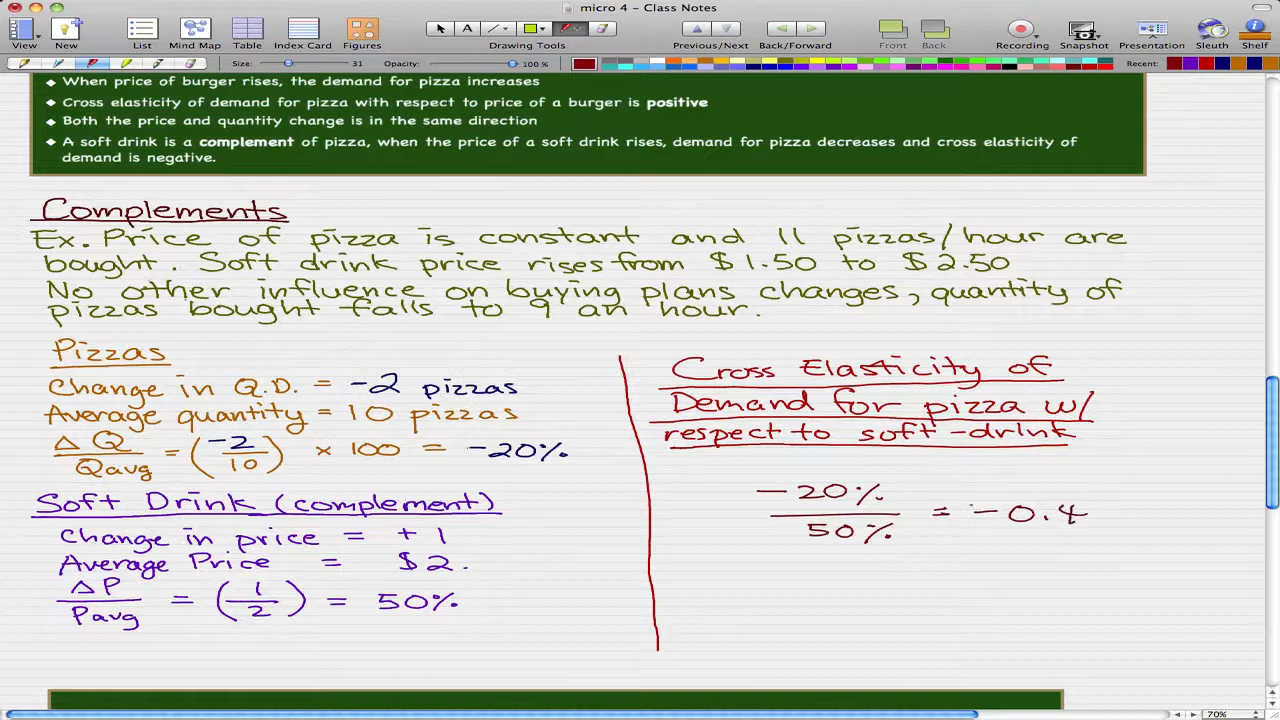 micro 4 - Class Notes
View New List Mind Map Table Index Card Figures Drawing Tools Previous/Next Back/Forward Front Back Recording Snapshot Presentation Sleuth Shelf
Size: 31 Opacity: 100 % Recent:
When price of burger rises, the demand for pizza increases
Cross elasticity of demand for pizza with respect to price of a burger is positive
Both the price and quantity change is in the same direction
A soft drink is a complement of pizza, when the price of a soft drink rises, demand for pizza decreases and cross elasticity of
demand is negative.
Complements
Ex. Price of pizza is constant and 11 pizzas/hour are
bought. Soft drink price rises from $1.50 to $2.50
No other influence on buying plans changes, quantity of
pizzas bought falls to 9 an hour.
Pizzas
Change in Q.D. = -2 pizzas
Average quantity = 10 pizzas
ΔQ/Qavg = (-2/10) x 100 = -20%
Soft Drink (complement)
Change in price = +1
Average Price = $2.
ΔP/Pavg = (1/2) = 50%
Cross Elasticity of
Demand for pizza w/
respect to soft-drink
-20%/50% = -0.4
70%